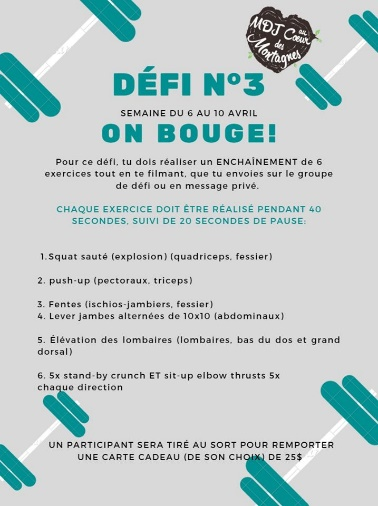 MDJ au
Cœur
des
Montagnes
DÉFI Nº3
SEMAINE DU 6 AU 10 AVRIL
ON BOUGE!
Pour ce défi, tu dois réaliser un ENCHAÎNEMENT de 6
exercices tout en te filmant, que tu envoies sur le groupe
de défi ou en message privé.
CHAQUE EXERCICE DOIT ÊTRE RÉALISÉ PENDANT 40
SECONDES, SUIVI DE 20 SECONDES DE PAUSE:
1. Squat sauté (explosion) (quadriceps, fessier)
2. push-up (pectoraux, triceps)
3. Fentes (ischios-jambiers, fessier)
4. Lever jambes alternées de 10x10 (abdominaux)
5. Élévation des lombaires (lombaires, bas du dos et grand
dorsal)
6. 5x stand-by crunch ET sit-up elbow thrusts 5x
chaque direction
UN PARTICIPANT SERA TIRÉ AU SORT POUR REMPORTER
UNE CARTE CADEAU (DE SON CHOIX) DE 25$